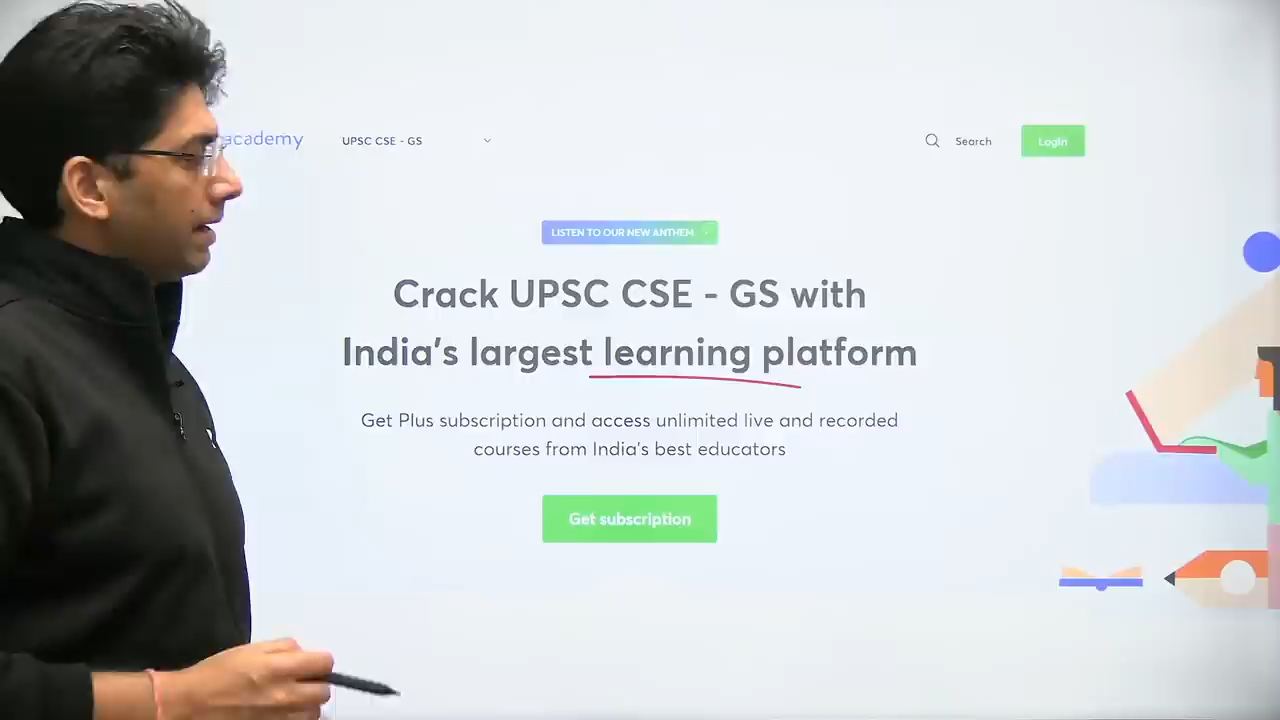 academy
UPSC CSE - GS
Search
Login
LISTEN TO OUR NEW ANTHEM
Crack UPSC CSE - GS with
India's largest learning platform
Get Plus subscription and access unlimited live and recorded
courses from India's best educators
Get subscription